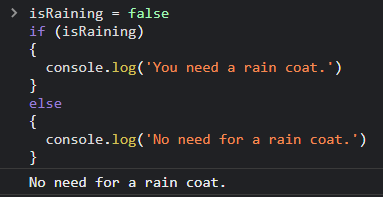 isRaining = false
if (isRaining)
{
  console.log('You need a rain coat.')
}
else
{
  console.log('No need for a rain coat.')
}
No need for a rain coat.